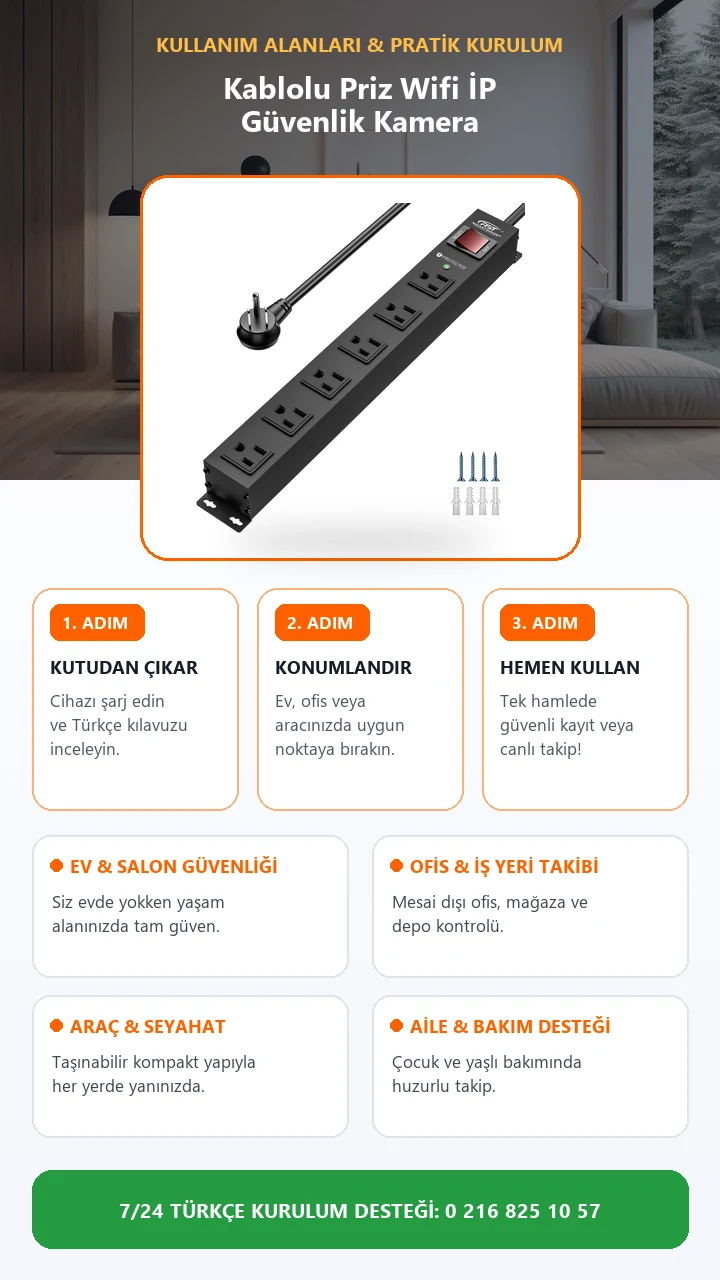 KULLANIM ALANLARI & PRATİK KURULUM
Kablolu Priz Wifi İP
Güvenlik Kamera
PROTECTED
1. ADIM
KUTUDAN ÇIKAR
Cihazı şarj edin
ve Türkçe kılavuzu
inceleyin.
2. ADIM
KONUMLANDIR
Ev, ofis veya
aracınızda uygun
noktaya bırakın.
3. ADIM
HEMEN KULLAN
Tek hamlede
güvenli kayıt veya
canlı takip!
EV & SALON GÜVENLİĞİ
Siz evde yokken yaşam
alanınızda tam güven.
OFİS & İŞ YERİ TAKİBİ
Mesai dışı ofis, mağaza ve
depo kontrolü.
ARAÇ & SEYAHAT
Taşınabilir kompakt yapıyla
her yerde yanınızda.
AİLE & BAKIM DESTEĞİ
Çocuk ve yaşlı bakımında
huzurlu takip.
7/24 TÜRKÇE KURULUM DESTEĞİ: 0 216 825 10 57